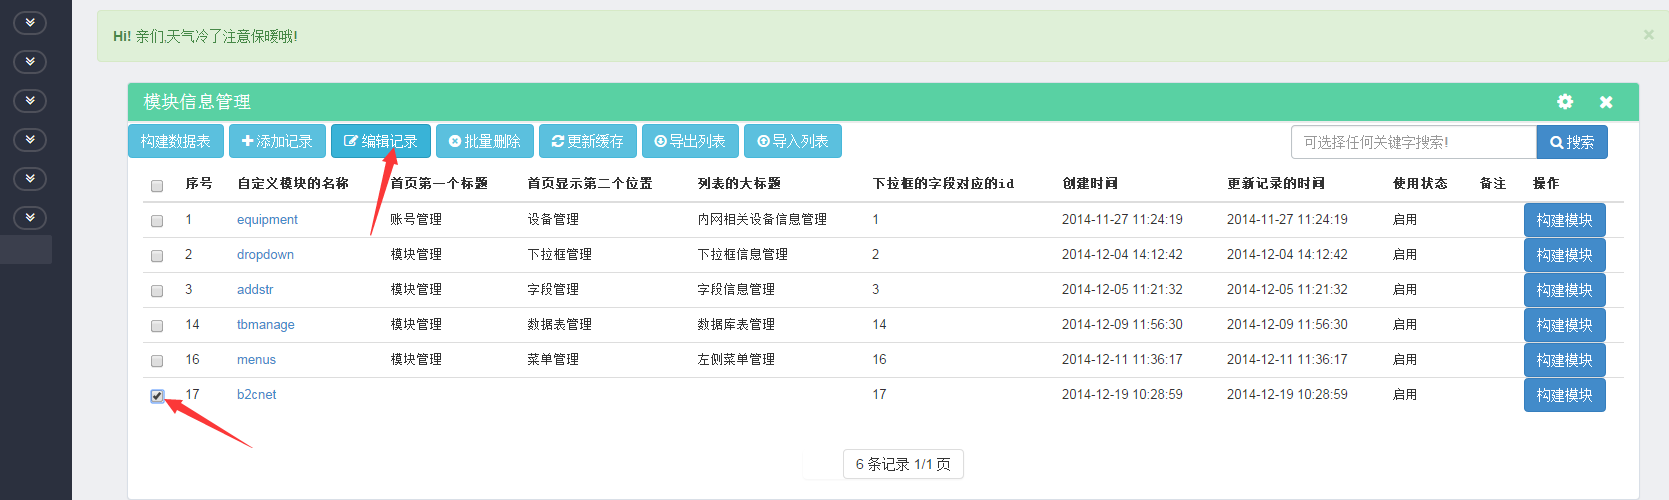 Hi! 亲们,天气冷了注意保暖哦!
模块信息管理
构建数据表 添加记录 编辑记录 批量删除 更新缓存 导出列表 导入列表 可选择任何关键字搜索! 搜索
序号 自定义模块的名称 首页第一个标题 首页显示第二个位置 列表的大标题 下拉框的字段对应的id 创建时间 更新记录的时间 使用状态 备注 操作
1 equipment 账号管理 设备管理 内网相关设备信息管理 1 2014-11-27 11:24:19 2014-11-27 11:24:19 启用 构建模块
2 dropdown 模块管理 下拉框管理 下拉框信息管理 2 2014-12-04 14:12:42 2014-12-04 14:12:42 启用 构建模块
3 addstr 模块管理 字段管理 字段信息管理 3 2014-12-05 11:21:32 2014-12-05 11:21:32 启用 构建模块
14 tbmanage 模块管理 数据表管理 数据库表管理 14 2014-12-09 11:56:30 2014-12-09 11:56:30 启用 构建模块
16 menus 模块管理 菜单管理 左侧菜单管理 16 2014-12-11 11:36:17 2014-12-11 11:36:17 启用 构建模块
17 b2cnet 17 2014-12-19 10:28:59 2014-12-19 10:28:59 启用 构建模块
6 条记录 1/1 页